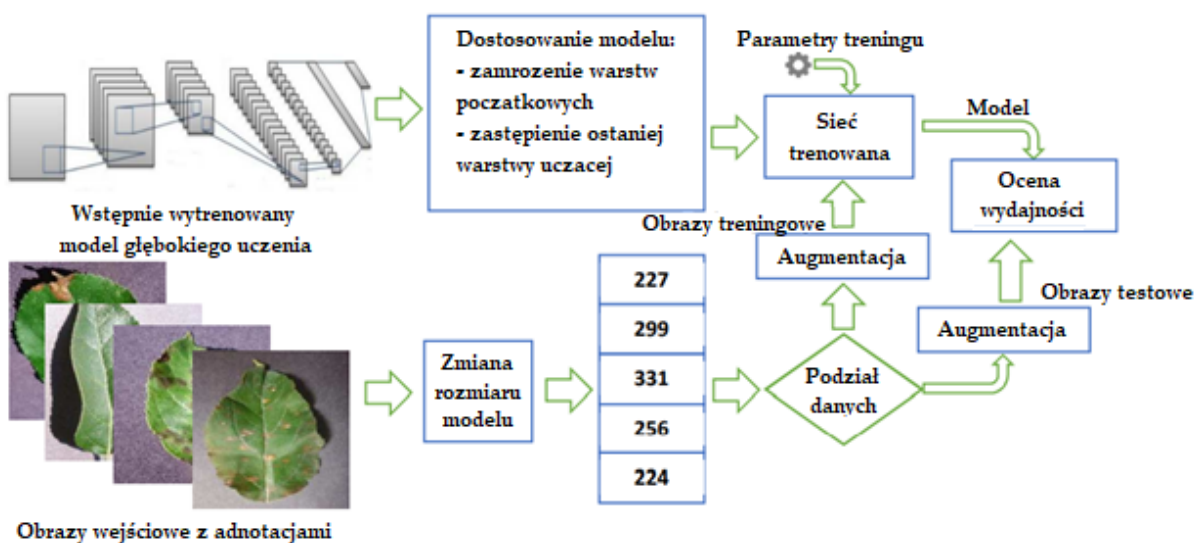 Wstępnie wytrenowany
model głębokiego uczenia
Dostosowanie modelu:
- zamrozenie warstw
początkowych
- zastępienie ostaniej
warstwy uczacej
Parametry treningu
Sieć
trenowana
Model
Ocena
wydajności
Obrazy treningowe
Augmentacja
Obrazy testowe
Augmentacja
Obrazy wejściowe z adnotacjami
Zmiana
rozmiaru
modelu
227
299
331
256
224
Podział
danych